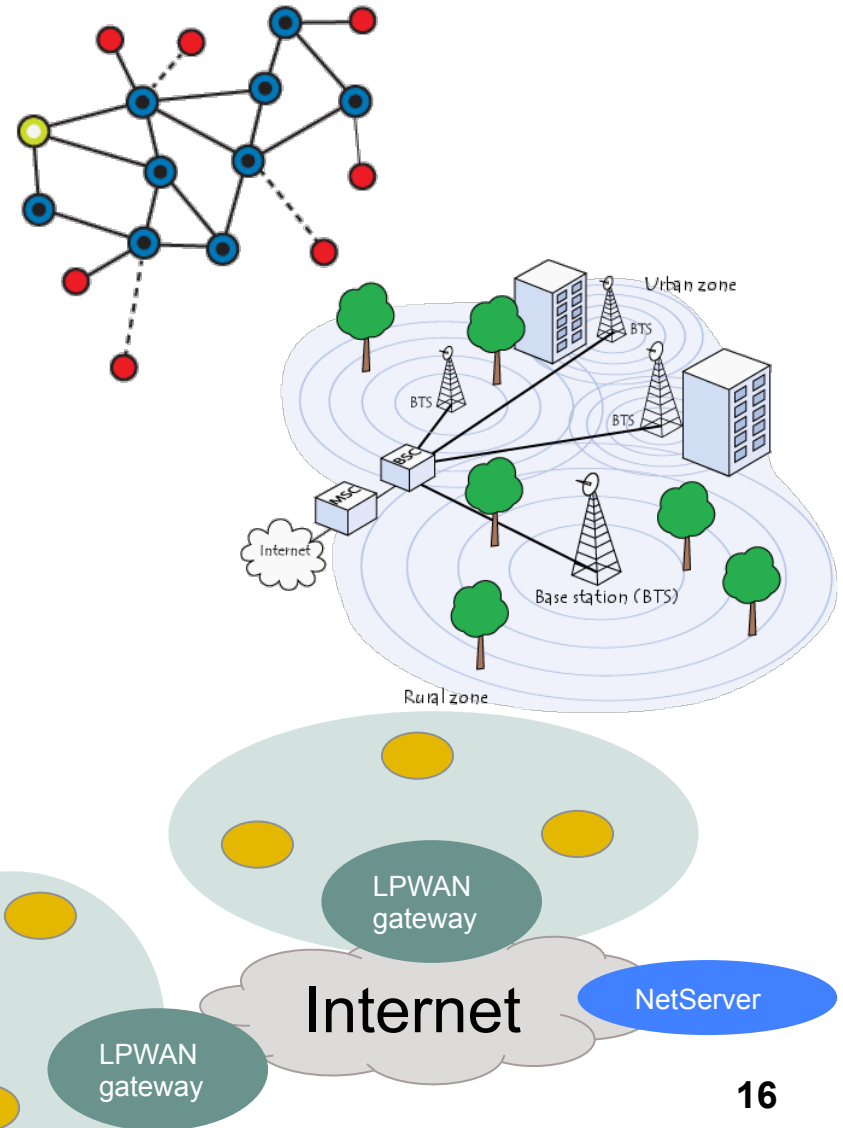 Urban zone
BTS
BTS
BTS
BSC
MSC
Internet
Base station (BTS)
Rural zone
LPWAN
gateway
Internet
NetServer
LPWAN
gateway
16